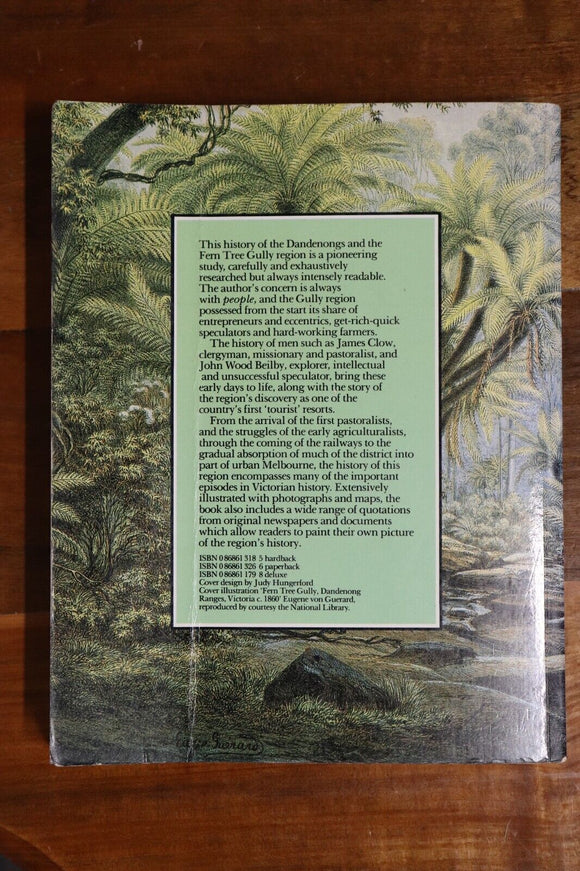 This history of the Dandenongs and the
Fern Tree Gully region is a pioneering
study, carefully and exhaustively
researched but always intensely readable.
The author's concern is always
with people, and the Gully region
possessed from the start its share of
entrepreneurs and eccentrics, get-rich-quick
speculators and hard-working farmers.
The history of men such as James Clow,
clergyman, missionary and pastoralist, and
John Wood Beilby, explorer, intellectual
and unsuccessful speculator, bring these
early days to life, along with the story of
the region's discovery as one of the
country's first 'tourist' resorts.
From the arrival of the first pastoralists,
and the struggles of the early agriculturalists,
through the coming of the railways to the
gradual absorption of much of the district into
part of urban Melbourne, the history of this
region encompasses many of the important
episodes in Victorian history. Extensively
illustrated with photographs and maps, the
book also includes a wide range of quotations
from original newspapers and documents
which allow readers to paint their own picture
of the region's history.
ISBN 0 86861 318 5 hardback
ISBN 0 86861 326 6 paperback
ISBN 0 86861 179 8 deluxe
Cover design by Judy Hungerford
Cover illustration 'Fern Tree Gully, Dandenong
Ranges, Victoria c. 1860' Eugene von Guerard,
reproduced by courtesy the National Library.